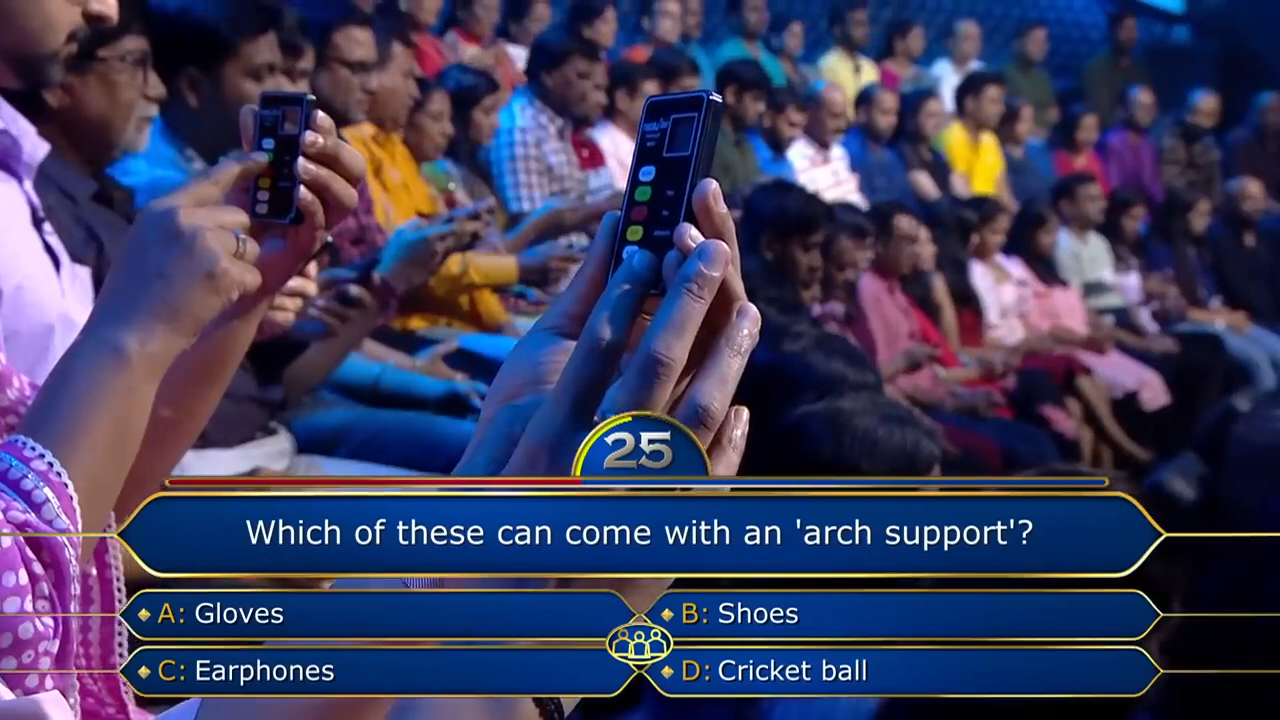 25
Which of these can come with an 'arch support'?
A: Gloves
B: Shoes
C: Earphones
D: Cricket ball